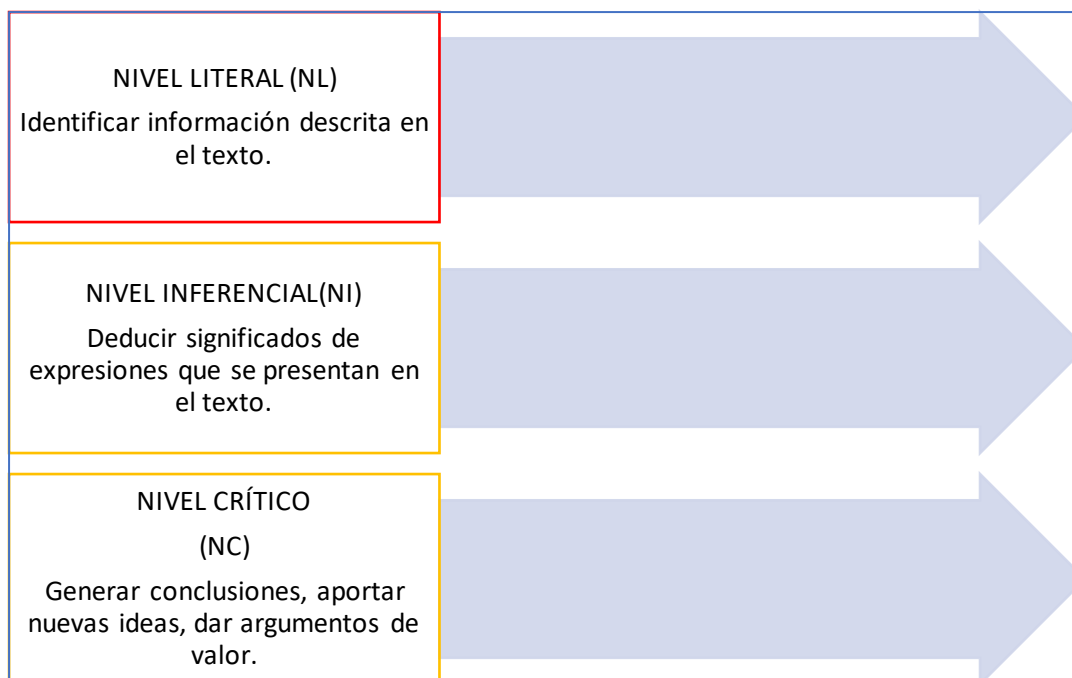 NIVEL LITERAL (NL)
Identificar información descrita en
el texto.
NIVEL INFERENCIAL(NI)
Deducir significados de
expresiones que se presentan en
el texto.
NIVEL CRÍTICO
(NC)
Generar conclusiones, aportar
nuevas ideas, dar argumentos de
valor.